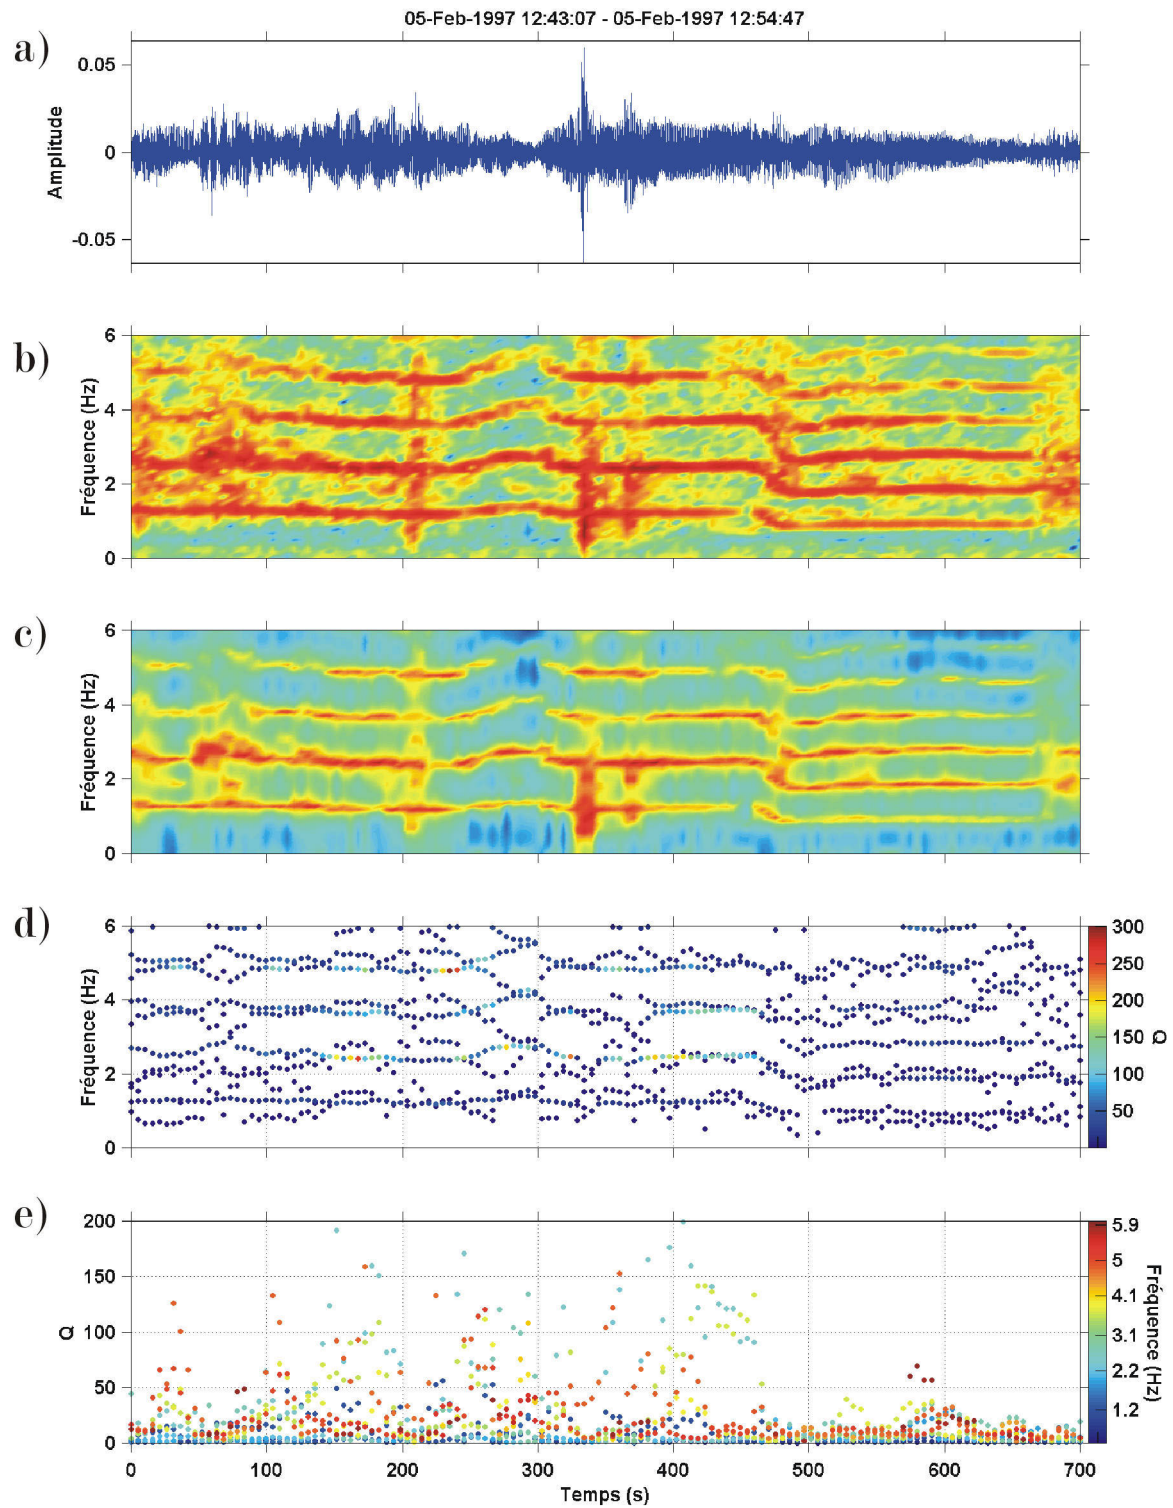 05-Feb-1997 12:43:07 - 05-Feb-1997 12:54:47
a)
Amplitude
0.05
0
-0.05
b)
Fréquence (Hz)
6
4
2
0
c)
Fréquence (Hz)
6
4
2
0
d)
Fréquence (Hz)
6
4
2
0
300
250
200
150
100
50
Q
e)
Q
200
150
100
50
0
5.9
5
4.1
3.1
2.2
1.2
Fréquence (Hz)
0 100 200 300 400 500 600 700
Temps (s)